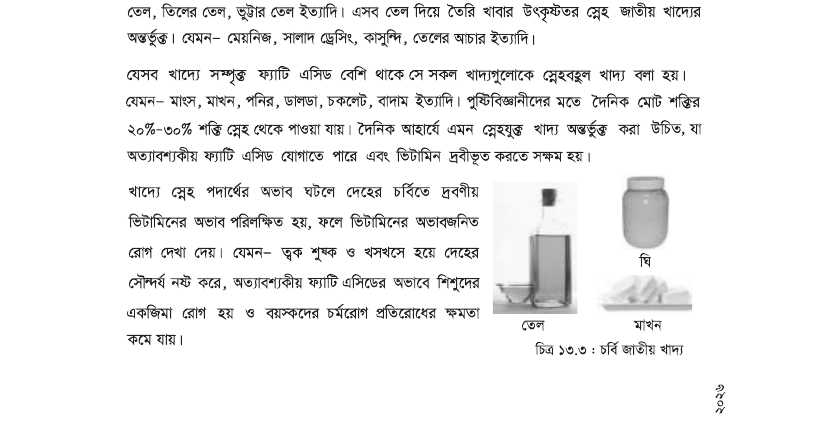 তেল, তিলের তেল, ভুট্টার তেল ইত্যাদি। এসব তেল দিয়ে তৈরি খাবার উৎকৃষ্টতর স্নেহ জাতীয় খাদ্যের
অন্তর্ভুক্ত। যেমন– মেয়নিজ, সালাদ ড্রেসিং, কাসুন্দি, তেলের আচার ইত্যাদি।
যেসব খাদ্যে সম্পৃক্ত ফ্যাটি এসিড বেশি থাকে সে সকল খাদ্যগুলোকে স্নেহবহুল খাদ্য বলা হয়।
যেমন– মাংস, মাখন, পনির, ডালডা, চকলেট, বাদাম ইত্যাদি। পুষ্টিবিজ্ঞানীদের মতে দৈনিক মোট শক্তির
২০%-৩০% শক্তি স্নেহ থেকে পাওয়া যায়। দৈনিক আহার্যে এমন স্নেহযুক্ত খাদ্য অন্তর্ভুক্ত করা উচিত, যা
অত্যাবশ্যকীয় ফ্যাটি এসিড যোগাতে পারে এবং ভিটামিন দ্রবীভূত করতে সক্ষম হয়।
খাদ্যে স্নেহ পদার্থের অভাব ঘটলে দেহের চর্বিতে দ্রবণীয়
ভিটামিনের অভাব পরিলক্ষিত হয়, ফলে ভিটামিনের অভাবজনিত
রোগ দেখা দেয়। যেমন– ত্বক শুষ্ক ও খসখসে হয়ে দেহের
সৌন্দর্য নষ্ট করে, অত্যাবশ্যকীয় ফ্যাটি এসিডের অভাবে শিশুদের
একজিমা রোগ হয় ও বয়স্কদের চর্মরোগ প্রতিরোধের ক্ষমতা
কমে যায়।
ঘি
তেল
মাখন
চিত্র ১৩.৩ : চর্বি জাতীয় খাদ্য
২০২৬